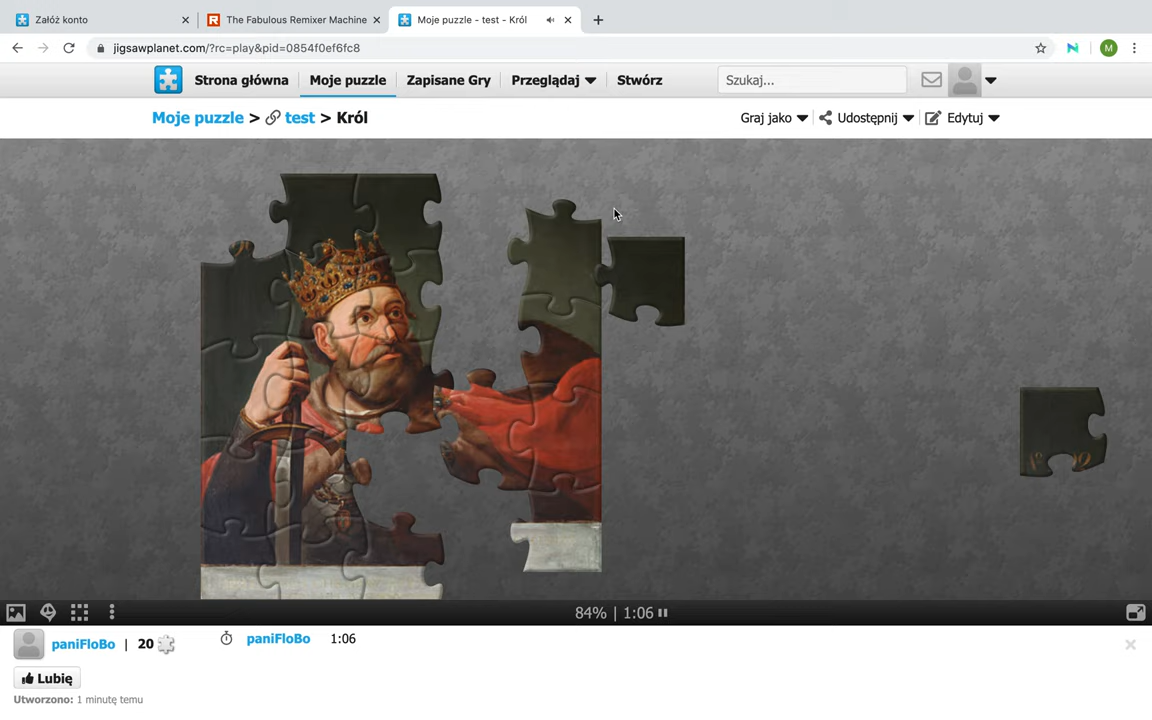 Załóż konto
The Fabulous Remixer Machine
Moje puzzle - test - Król
jigsawplanet.com/?rc=play&pid=0854f0ef6fc8
M
Strona główna
Moje puzzle
Zapisane Gry
Przeglądaj
Stwórz
Szukaj...
Moje puzzle > test > Król
Graj jako
Udostępnij
Edytuj
84% | 1:06
paniFloBo | 20
paniFloBo 1:06
Lubię
Utworzono: 1 minutę temu